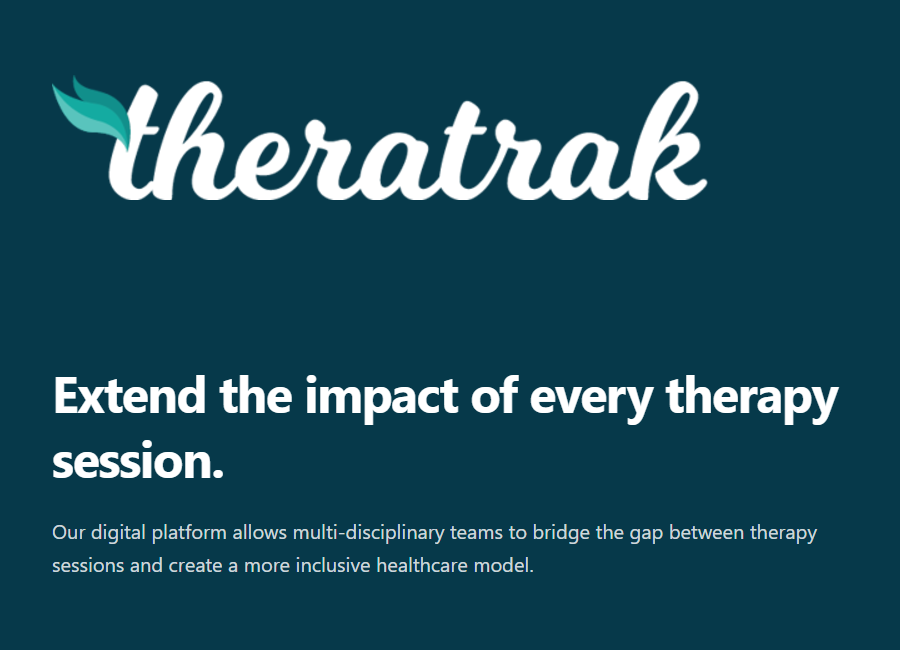 theratrak
Extend the impact of every therapy
session.
Our digital platform allows multi-disciplinary teams to bridge the gap between therapy
sessions and create a more inclusive healthcare model.